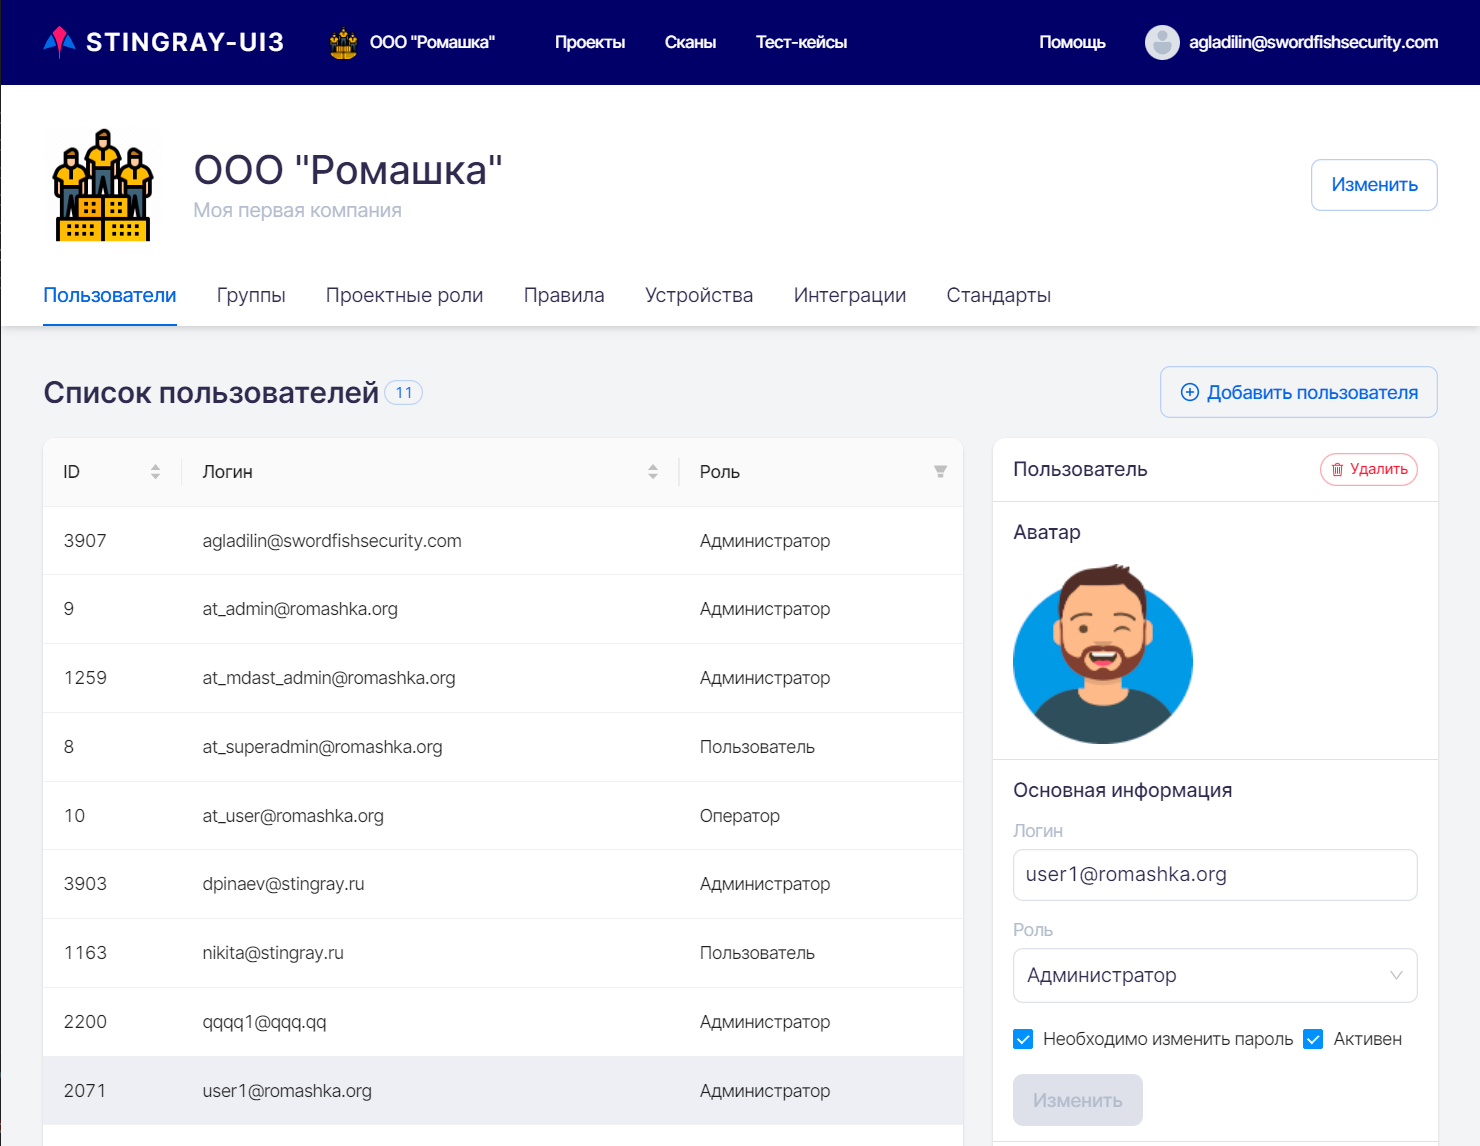 STINGRAY-UI3 ООО "Ромашка" Проекты Сканы Тест-кейсы Помощь agladilin@swordfishsecurity.com
ООО "Ромашка"
Моя первая компания
Изменить
Пользователи Группы Проектные роли Правила Устройства Интеграции Стандарты
Список пользователей 11
Добавить пользователя
ID Логин Роль
3907 agladilin@swordfishsecurity.com Администратор
9 at_admin@romashka.org Администратор
1259 at_mdast_admin@romashka.org Администратор
8 at_superadmin@romashka.org Пользователь
10 at_user@romashka.org Оператор
3903 dpinaev@stingray.ru Администратор
1163 nikita@stingray.ru Пользователь
2200 qqqq1@qqq.qq Администратор
2071 user1@romashka.org Администратор
Пользователь Удалить
Аватар
Основная информация
Логин
user1@romashka.org
Роль
Администратор
Необходимо изменить пароль Активен
Изменить